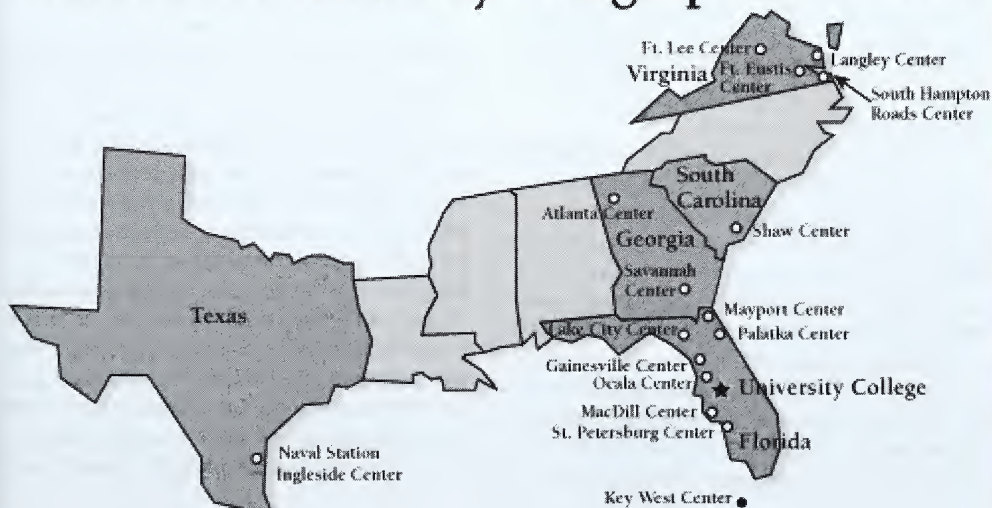 Ft. Lee Center
Langley Center
Virginia
Ft. Eustis
Center
South Hampton
Roads Center
South
Carolina
Atlanta Center
Georgia
Shaw Center
Savannah
Center
Mayport Center
Texas
Lake City Center
Palatka Center
Gainesville Center
Ocala Center
University College
MacDill Center
St. Petersburg Center
Florida
Naval Station
Ingleside Center
Key West Center